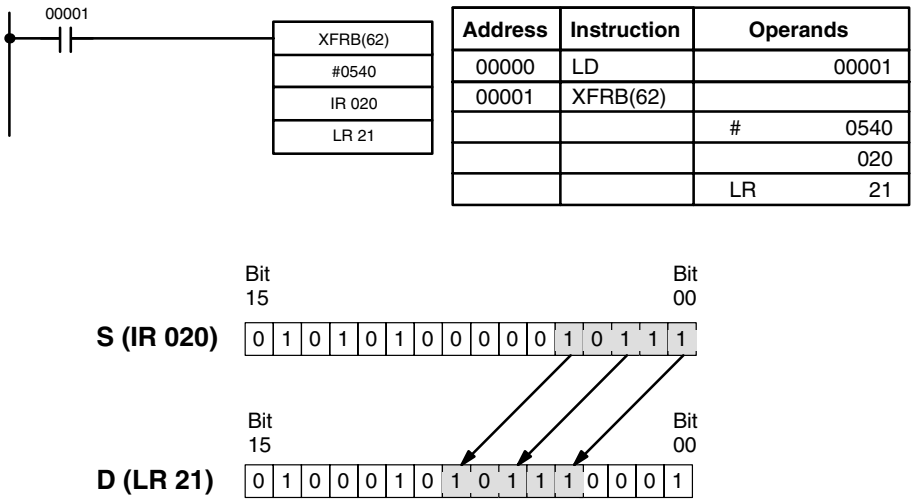 00001
XFRB(62)
#0540
IR 020
LR 21
Address Instruction Operands
00000 LD 00001
00001 XFRB(62)
# 0540
020
LR 21
Bit
15
Bit
00
S (IR 020) 0 1 0 1 0 1 0 0 0 0 0 1 0 1 1 1
Bit
15
Bit
00
D (LR 21) 0 1 0 0 0 1 0 1 0 1 1 1 0 0 0 1